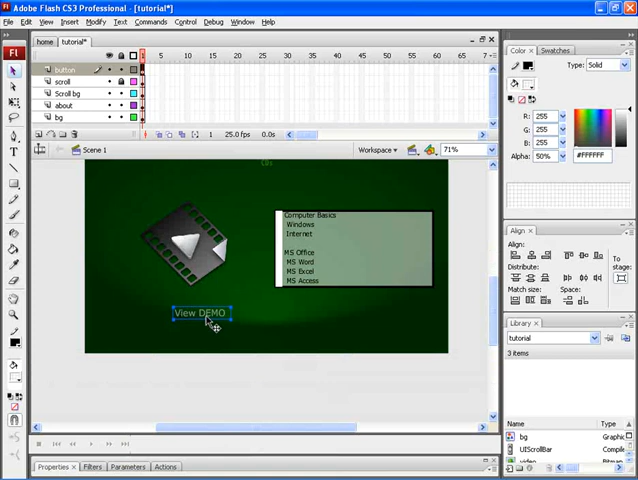 Adobe Flash CS3 Professional - [tutorial*]
File Edit View Insert Modify Text Commands Control Debug Window Help
home tutorial*
button
scroll
Scroll bg
about
bg
1 5 10 15 20 25 30 35 40 45 50 55 60 65 7
1 25.0 fps 0.0s
Scene 1 Workspace 71%
Computer Basics
Windows
Internet
MS Office
MS Word
MS Excel
MS Access
View DEMO
Properties Filters Parameters Actions
Fl
Color Swatches
Type: Solid
R: 255
G: 255
B: 255
Alpha: 50% #FFFFFF
Align
Align:
Distribute:
Match size: Space:
To stage:
Library
tutorial
3 items
Name Type
bg Graphic
UIScrollBar Compile
video Bitmap